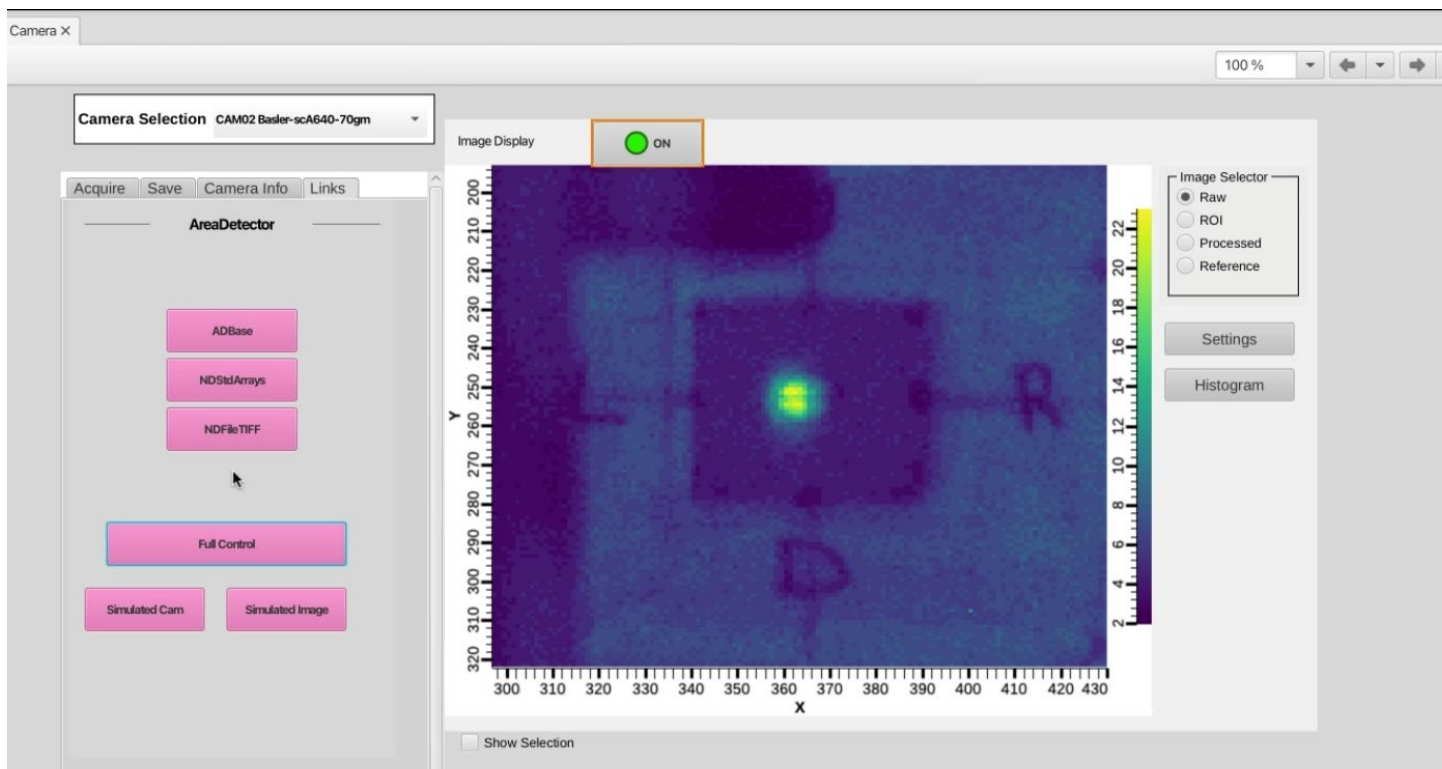 Camera ×
100 %
Camera Selection CAM02 Basler-scA640-70gm
Image Display ON
Acquire Save Camera Info Links
AreaDetector
ADBase
NDStdArrays
NDFileTIFF
Full Control
Simulated Cam Simulated Image
Y
200
210
220
230
240
250
260
270
280
290
300
310
320
L
R
D
300 310 320 330 340 350 360 370 380 390 400 410 420 430
X
22
20
18
16
14
12
10
8
6
4
2
Image Selector
Raw
ROI
Processed
Reference
Settings
Histogram
Show Selection